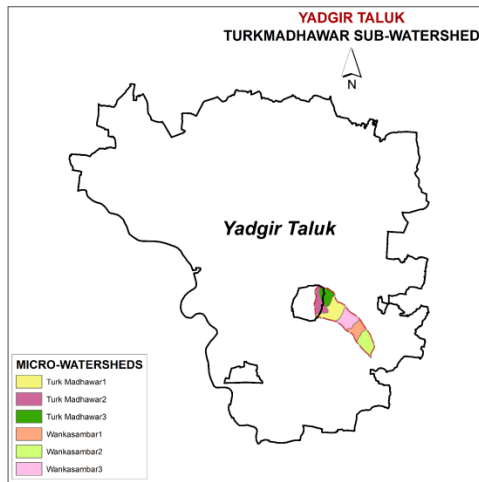 YADGIR TALUK
TURKMADHAWAR SUB-WATERSHED
N
Yadgir Taluk
MICRO-WATERSHEDS
Turk Madhawar1
Turk Madhawar2
Turk Madhawar3
Wankasambar1
Wankasambar2
Wankasambar3